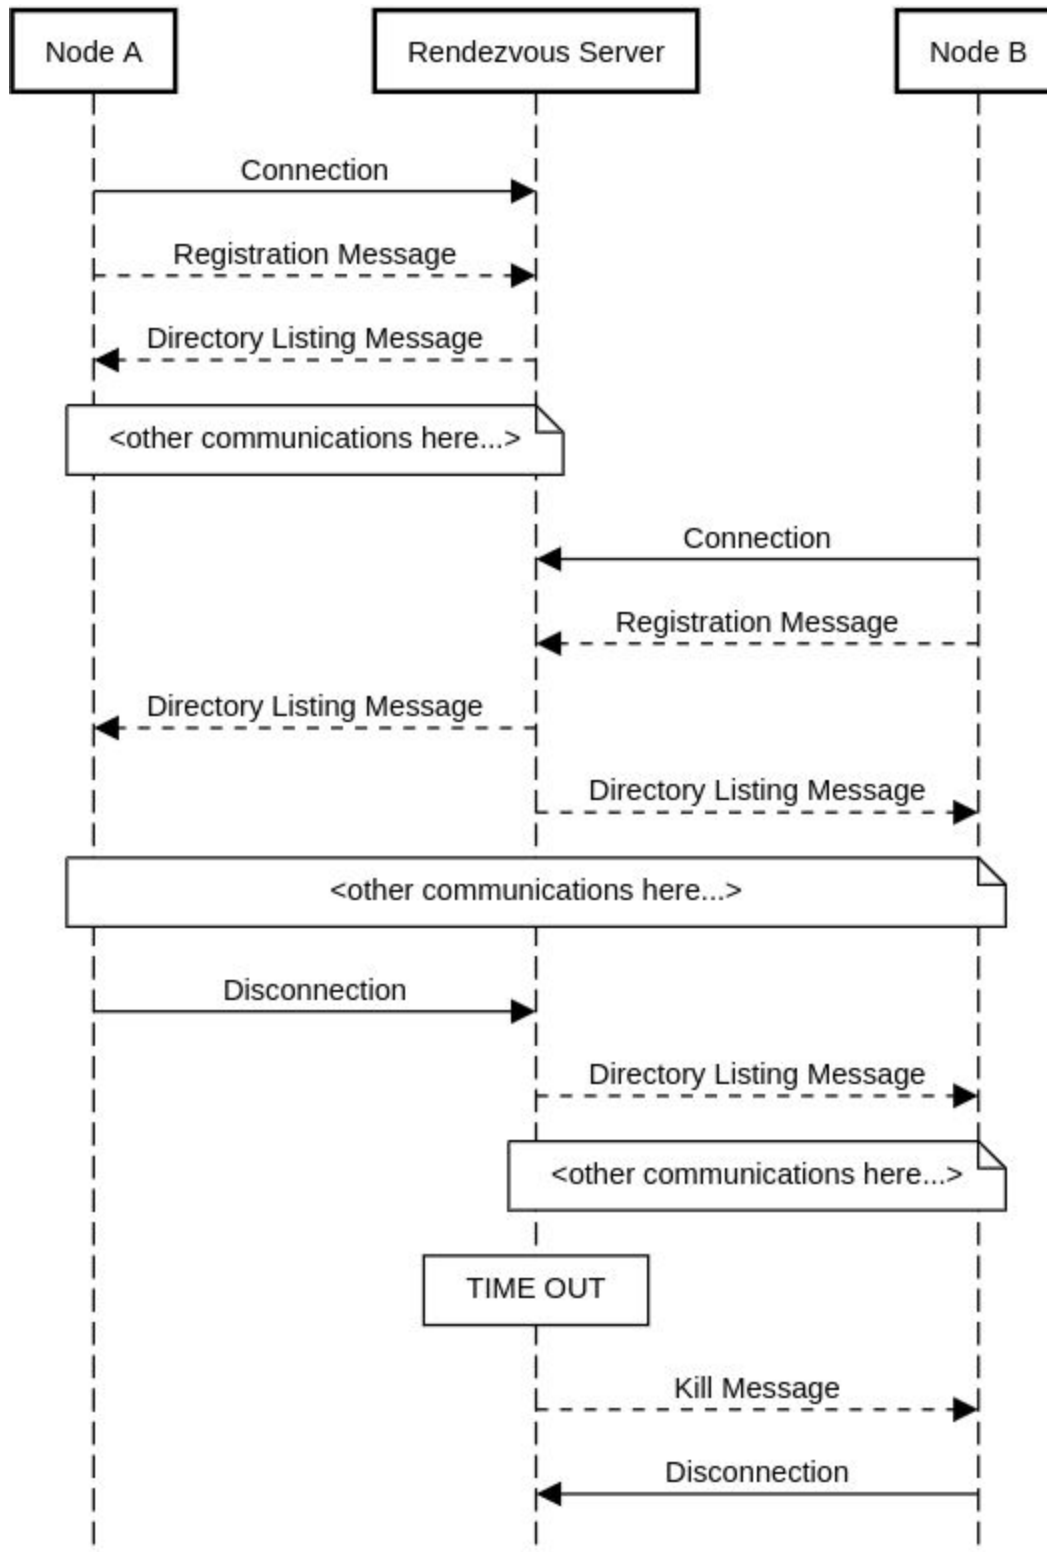 Node A
Rendezvous Server
Node B
Connection
Registration Message
Directory Listing Message
<other communications here...>
Connection
Registration Message
Directory Listing Message
Directory Listing Message
<other communications here...>
Disconnection
Directory Listing Message
<other communications here...>
TIME OUT
Kill Message
Disconnection